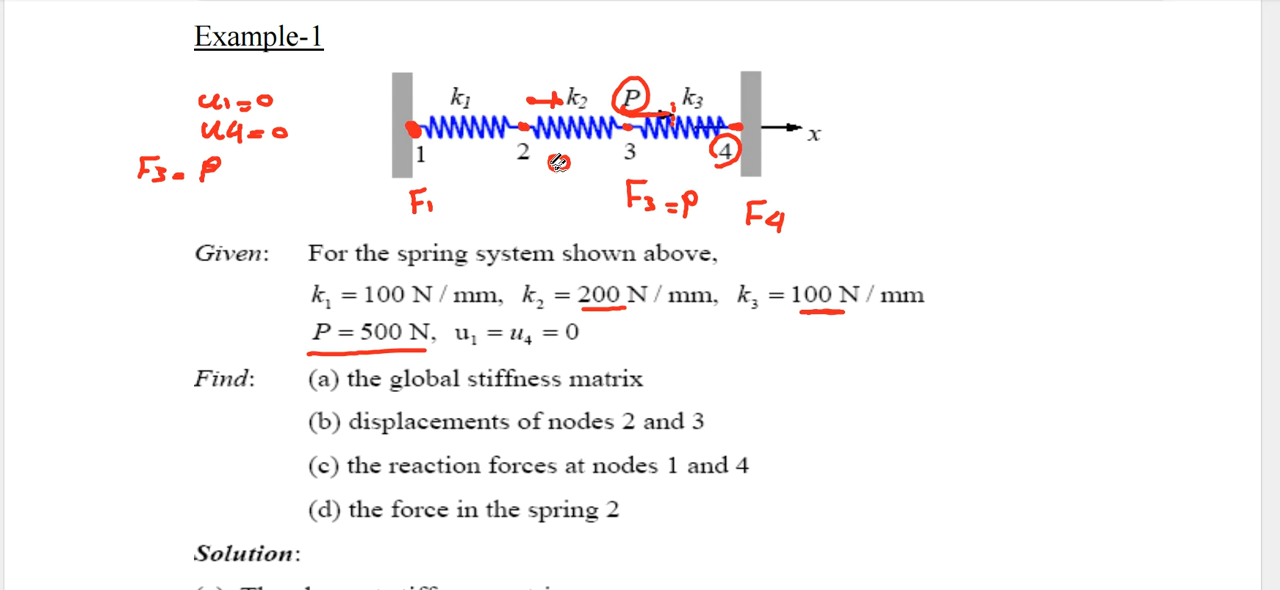 Example-1
u1=0
u4=0
F3=P
k1 k2 P k3
x
1 2 3 4
F1 F3=P F4
Given: For the spring system shown above,
k1 = 100 N / mm, k2 = 200 N / mm, k3 = 100 N / mm
P = 500 N, u1 = u4 = 0
Find: (a) the global stiffness matrix
(b) displacements of nodes 2 and 3
(c) the reaction forces at nodes 1 and 4
(d) the force in the spring 2
Solution: